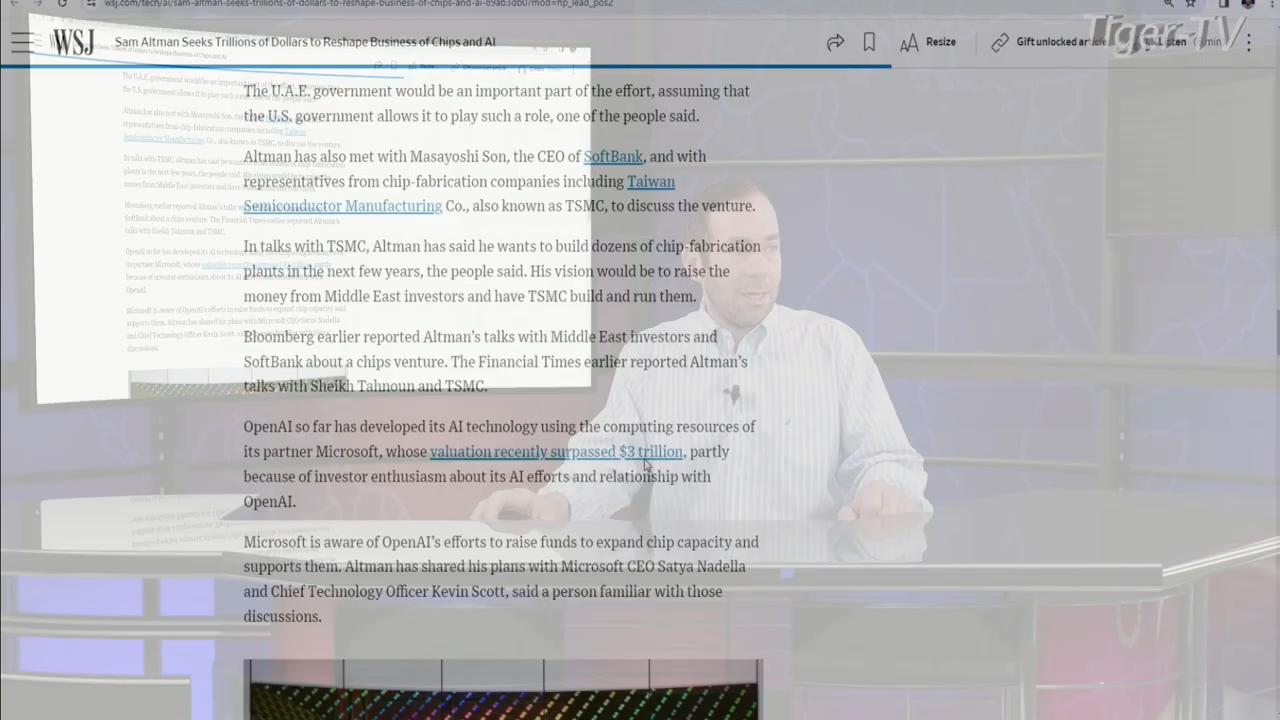 wsj.com/tech/ai/sam-altman-seeks-trillions-of-dollars-to-reshape-business-of-chips-and-ai-89ab3db0/?mod=hp_lead_pos2
WSJ Sam Altman Seeks Trillions of Dollars to Reshape Business of Chips and AI
AA Resize
Gift unlocked article
Listen
Tiger-TV
The U.A.E. government would be an important part of the effort, assuming that
the U.S. government allows it to play such a role, one of the people said.
Altman has also met with Masayoshi Son, the CEO of SoftBank, and with
representatives from chip-fabrication companies including Taiwan
Semiconductor Manufacturing Co., also known as TSMC, to discuss the venture.
In talks with TSMC, Altman has said he wants to build dozens of chip-fabrication
plants in the next few years, the people said. His vision would be to raise the
money from Middle East investors and have TSMC build and run them.
Bloomberg earlier reported Altman's talks with Middle East investors and
SoftBank about a chips venture. The Financial Times earlier reported Altman's
talks with Sheikh Tahnoun and TSMC.
OpenAI so far has developed its AI technology using the computing resources of
its partner Microsoft, whose valuation recently surpassed $3 trillion, partly
because of investor enthusiasm about its AI efforts and relationship with
OpenAI.
Microsoft is aware of OpenAI's efforts to raise funds to expand chip capacity and
supports them. Altman has shared his plans with Microsoft CEO Satya Nadella
and Chief Technology Officer Kevin Scott, said a person familiar with those
discussions.